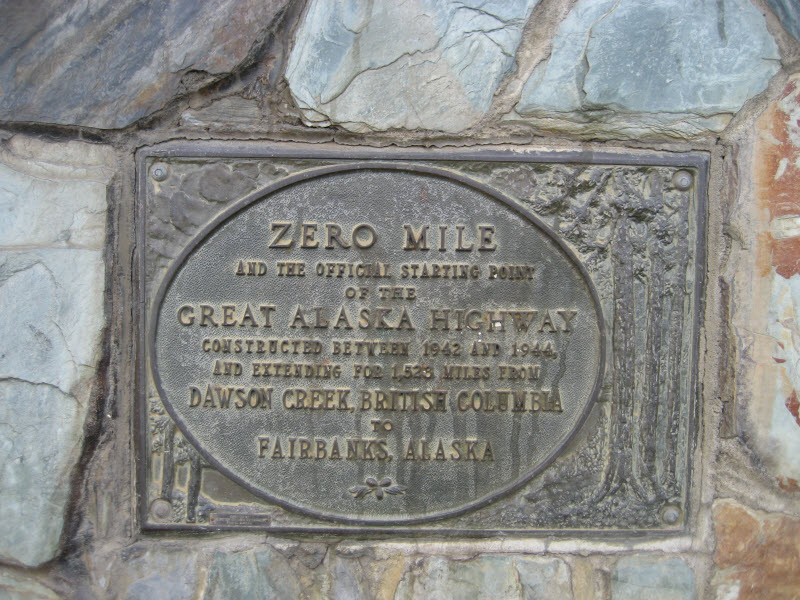 ZERO MILE
AND THE OFFICIAL STARTING POINT
OF THE
GREAT ALASKA HIGHWAY
CONSTRUCTED BETWEEN 1942 AND 1944,
AND EXTENDING FOR 1,523 MILES FROM
DAWSON CREEK, BRITISH COLUMBIA
TO
FAIRBANKS, ALASKA